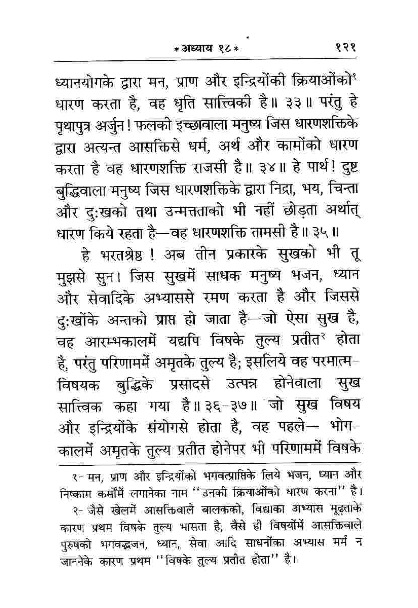 * अध्याय १८ * १२१
ध्यानयोगके द्वारा मन, प्राण और इन्द्रियोंकी क्रियाओंको¹
धारण करता है, वह धृति सात्त्विकी है॥ ३३॥ परंतु हे
पृथापुत्र अर्जुन! फलकी इच्छावाला मनुष्य जिस धारणशक्तिके
द्वारा अत्यन्त आसक्तिसे धर्म, अर्थ और कामोंको धारण
करता है वह धारणशक्ति राजसी है॥ ३४॥ हे पार्थ! दुष्ट
बुद्धिवाला मनुष्य जिस धारणशक्तिके द्वारा निद्रा, भय, चिन्ता
और दुःखको तथा उन्मत्तताको भी नहीं छोड़ता अर्थात्
धारण किये रहता है—वह धारणशक्ति तामसी है॥ ३५॥
हे भरतश्रेष्ठ! अब तीन प्रकारके सुखको भी तू
मुझसे सुन। जिस सुखमें साधक मनुष्य भजन, ध्यान
और सेवादिके अभ्याससे रमण करता है और जिससे
दुःखोंके अन्तको प्राप्त हो जाता है—जो ऐसा सुख है,
वह आरम्भकालमें यद्यपि विषके तुल्य प्रतीत² होता
है, परंतु परिणाममें अमृतके तुल्य है; इसलिये वह परमात्म-
विषयक बुद्धिके प्रसादसे उत्पन्न होनेवाला सुख
सात्त्विक कहा गया है॥ ३६-३७॥ जो सुख विषय
और इन्द्रियोंके संयोगसे होता है, वह पहले— भोग-
कालमें अमृतके तुल्य प्रतीत होनेपर भी परिणाममें विषके
१- मन, प्राण और इन्द्रियोंको भगवत्प्राप्तिके लिये भजन, ध्यान और
निष्काम कर्मोंमें लगानेका नाम "उनकी क्रियाओंको धारण करना" है।
२- जैसे खेलमें आसक्तिवाले बालकको, विद्याका अभ्यास मूढ़ताके
कारण प्रथम विषके तुल्य भासता है, वैसे ही विषयोंमें आसक्तिवाले
पुरुषको भगवद्भजन, ध्यान, सेवा आदि साधनोंका अभ्यास मर्म न
जाननेके कारण प्रथम "विषके तुल्य प्रतीत होता" है।